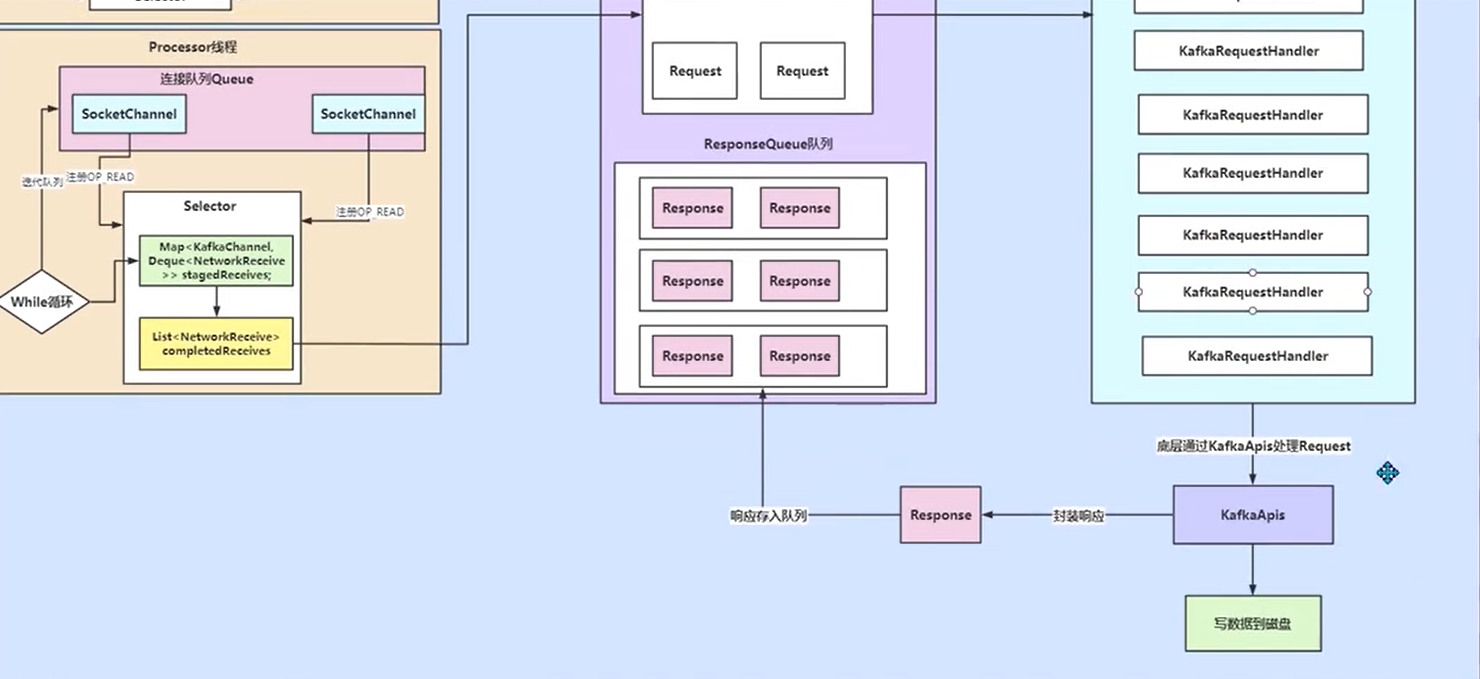 Selector
Processor线程
连接队列Queue
SocketChannel
SocketChannel
迭代队列
注册OP_READ
注册OP_READ
Selector
Map<KafkaChannel,
Deque<NetworkReceive
>> stagedReceives;
While循环
List<NetworkReceive>
completedReceives
Request
Request
ResponseQueue队列
Response
Response
Response
Response
Response
Response
KafkaRequestHandler
KafkaRequestHandler
KafkaRequestHandler
KafkaRequestHandler
KafkaRequestHandler
KafkaRequestHandler
底层通过KafkaApis处理Request
响应存入队列
Response
封装响应
KafkaApis
写数据到磁盘